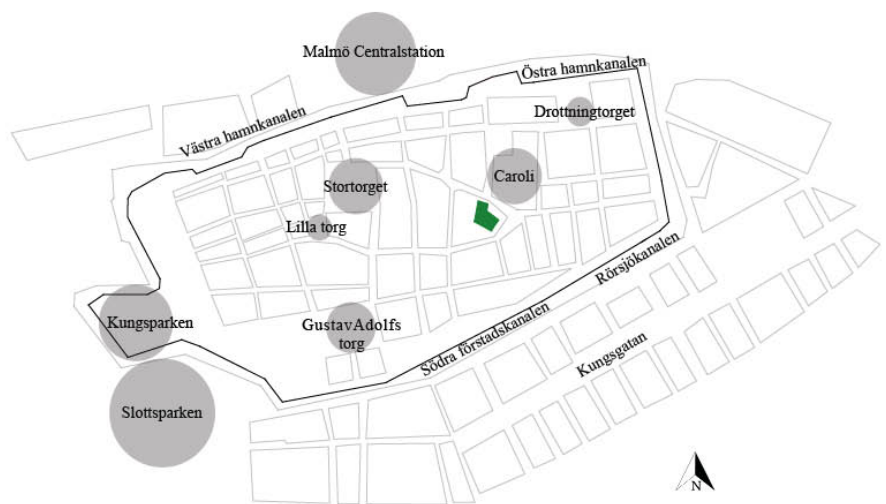 Malmö Centralstation
Östra hamnkanalen
Drottningtorget
Västra hamnkanalen
Caroli
Stortorget
Lilla torg
Rörsjökanalen
Kungsparken
GustavAdolfs
torg
Södra förstadskanalen
Kungsgatan
Slottsparken
N